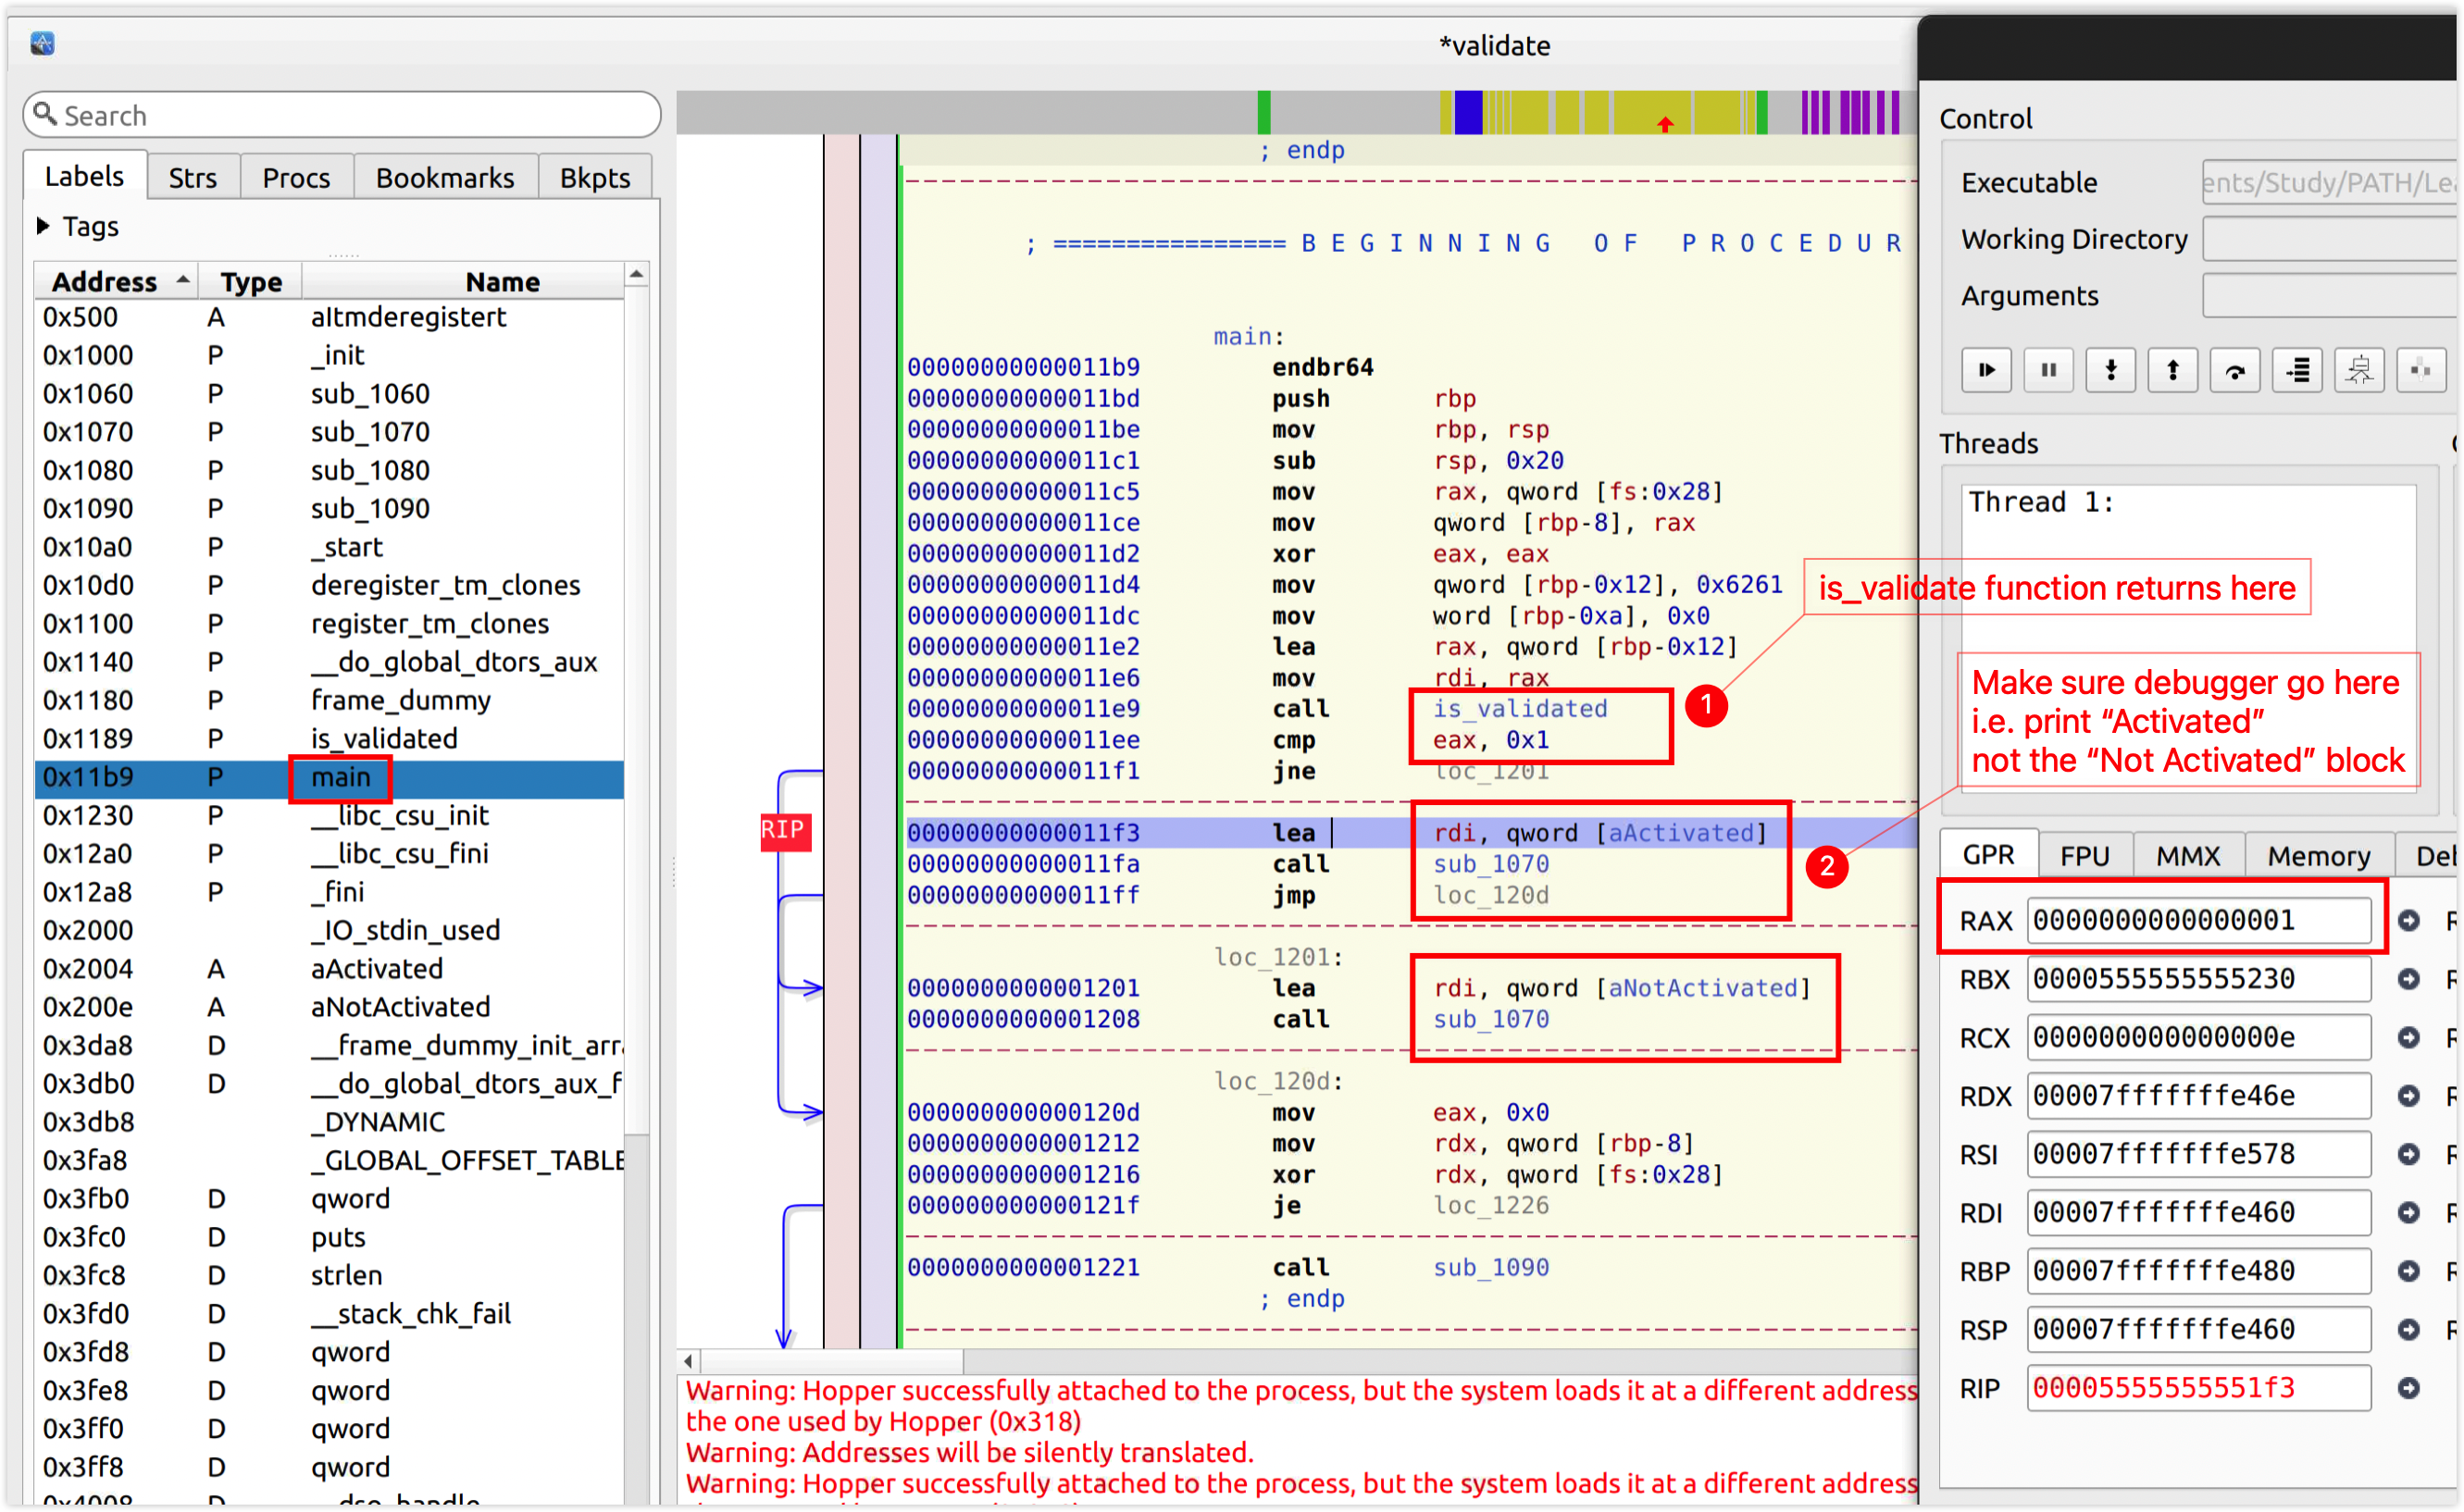 *validate
Search
Labels Strs Procs Bookmarks Bkpts
Tags
Address Type Name
0x500 A aItmderegistert
0x1000 P _init
0x1060 P sub_1060
0x1070 P sub_1070
0x1080 P sub_1080
0x1090 P sub_1090
0x10a0 P _start
0x10d0 P deregister_tm_clones
0x1100 P register_tm_clones
0x1140 P __do_global_dtors_aux
0x1180 P frame_dummy
0x1189 P is_validated
0x11b9 P main
0x1230 P __libc_csu_init
0x12a0 P __libc_csu_fini
0x12a8 P _fini
0x2000 _IO_stdin_used
0x2004 A aActivated
0x200e A aNotActivated
0x3da8 D __frame_dummy_init_arr
0x3db0 D __do_global_dtors_aux_f
0x3db8 _DYNAMIC
0x3fa8 _GLOBAL_OFFSET_TABLE
0x3fb0 D qword
0x3fc0 D puts
0x3fc8 D strlen
0x3fd0 D __stack_chk_fail
0x3fd8 D qword
0x3fe8 D qword
0x3ff0 D qword
0x3ff8 D qword
0x4008 D __dso_handle
; endp
; ================ B E G I N N I N G O F P R O C E D U R
main:
00000000000011b9 endbr64
00000000000011bd push rbp
00000000000011be mov rbp, rsp
00000000000011c1 sub rsp, 0x20
00000000000011c5 mov rax, qword [fs:0x28]
00000000000011ce mov qword [rbp-8], rax
00000000000011d2 xor eax, eax
00000000000011d4 mov qword [rbp-0x12], 0x6261
00000000000011dc mov word [rbp-0xa], 0x0
00000000000011e2 lea rax, qword [rbp-0x12]
00000000000011e6 mov rdi, rax
00000000000011e9 call is_validated
00000000000011ee cmp eax, 0x1
00000000000011f1 jne loc_1201
RIP
00000000000011f3 lea rdi, qword [aActivated]
00000000000011fa call sub_1070
00000000000011ff jmp loc_120d
loc_1201:
0000000000001201 lea rdi, qword [aNotActivated]
0000000000001208 call sub_1070
loc_120d:
000000000000120d mov eax, 0x0
0000000000001212 mov rdx, qword [rbp-8]
0000000000001216 xor rdx, qword [fs:0x28]
000000000000121f je loc_1226
0000000000001221 call sub_1090
; endp
1
2
is_validate function returns here
Make sure debugger go here
i.e. print “Activated”
not the “Not Activated” block
Warning: Hopper successfully attached to the process, but the system loads it at a different address
the one used by Hopper (0x318)
Warning: Addresses will be silently translated.
Warning: Hopper successfully attached to the process, but the system loads it at a different address
Control
Executable ents/Study/PATH/Lea
Working Directory
Arguments
Threads
Thread 1:
GPR FPU MMX Memory Del
RAX 0000000000000001
RBX 0000555555555230
RCX 000000000000000e
RDX 00007fffffffe46e
RSI 00007fffffffe578
RDI 00007fffffffe460
RBP 00007fffffffe480
RSP 00007fffffffe460
RIP 00005555555551f3